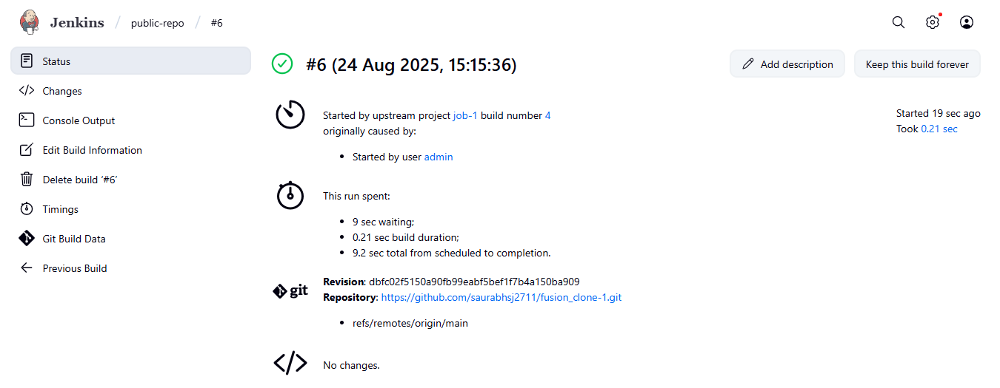 Jenkins / public-repo / #6
Status
Changes
Console Output
Edit Build Information
Delete build ‘#6’
Timings
Git Build Data
Previous Build
#6 (24 Aug 2025, 15:15:36)
Add description
Keep this build forever
Started by upstream project job-1 build number 4
originally caused by:
• Started by user admin
Started 19 sec ago
Took 0.21 sec
This run spent:
• 9 sec waiting;
• 0.21 sec build duration;
• 9.2 sec total from scheduled to completion.
git
Revision: dbfc02f5150a90fb99eabf5bef1f7b4a150ba909
Repository: https://github.com/saurabhsj2711/fusion_clone-1.git
• refs/remotes/origin/main
No changes.